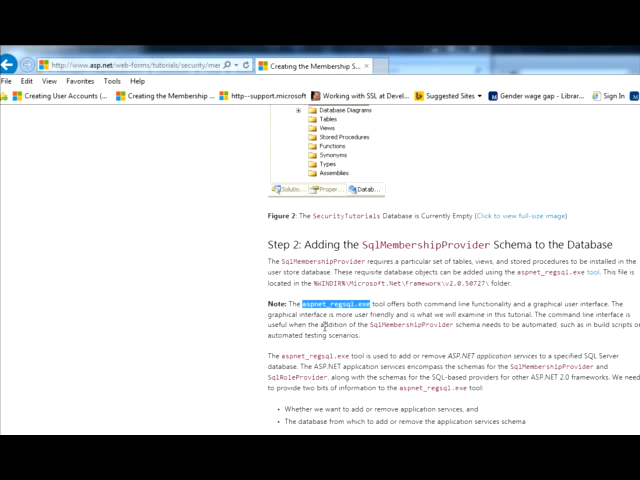 http://www.asp.net/web-forms/tutorials/security/mer
Creating the Membership S...
File Edit View Favorites Tools Help
Creating User Accounts (... Creating the Membership ... http--support.microsoft Working with SSL at Devel... Suggested Sites Gender wage gap - Librar... Sign In
Database Diagrams
Tables
Views
Stored Procedures
Functions
Synonyms
Types
Assemblies
Solutio... Proper... Datab...
Figure 2: The SecurityTutorials Database is Currently Empty (Click to view full-size image)
Step 2: Adding the SqlMembershipProvider Schema to the Database
The SqlMembershipProvider requires a particular set of tables, views, and stored procedures to be installed in the
user store database. These requisite database objects can be added using the aspnet_regsql.exe tool. This file is
located in the %WINDIR%\Microsoft.Net\Framework\v2.0.50727\ folder.
Note: The aspnet_regsql.exe tool offers both command line functionality and a graphical user interface. The
graphical interface is more user friendly and is what we will examine in this tutorial. The command line interface is
useful when the addition of the SqlMembershipProvider schema needs to be automated, such as in build scripts or
automated testing scenarios.
The aspnet_regsql.exe tool is used to add or remove ASP.NET application services to a specified SQL Server
database. The ASP.NET application services encompass the schemas for the SqlMembershipProvider and
SqlRoleProvider, along with the schemas for the SQL-based providers for other ASP.NET 2.0 frameworks. We need
to provide two bits of information to the aspnet_regsql.exe tool:
• Whether we want to add or remove application services, and
• The database from which to add or remove the application services schema